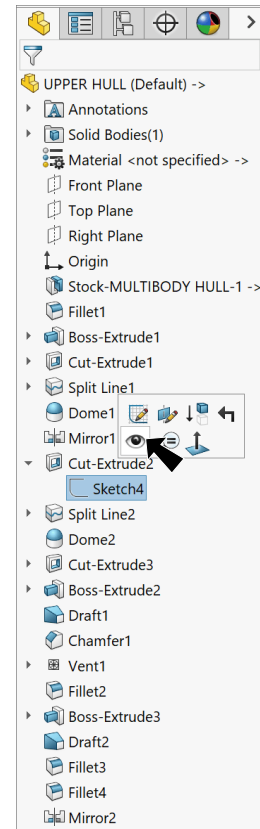 UPPER HULL (Default) ->
Annotations
Solid Bodies(1)
Material <not specified> ->
Front Plane
Top Plane
Right Plane
Origin
Stock-MULTIBODY HULL-1 ->
Fillet1
Boss-Extrude1
Cut-Extrude1
Split Line1
Dome1
Mirror1
Cut-Extrude2
Sketch4
Split Line2
Dome2
Cut-Extrude3
Boss-Extrude2
Draft1
Chamfer1
Vent1
Fillet2
Boss-Extrude3
Draft2
Fillet3
Fillet4
Mirror2